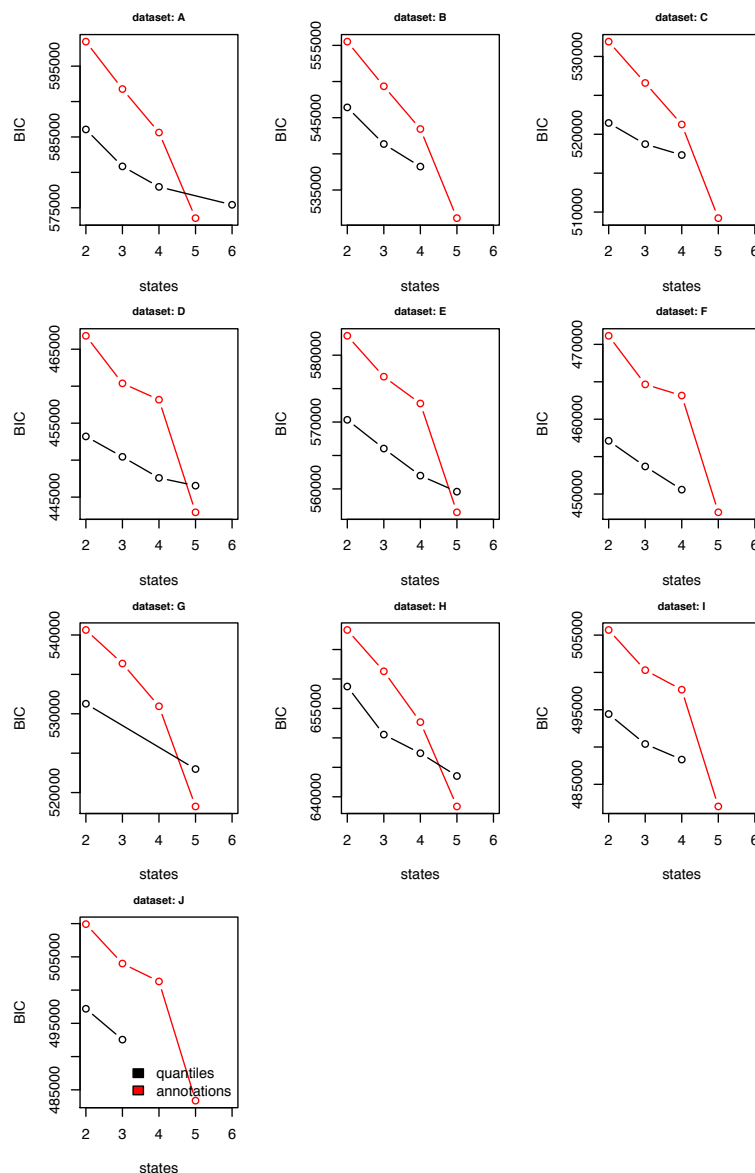 dataset: A
BIC
575000 585000 595000
2 3 4 5 6
states
dataset: B
BIC
535000 545000 555000
2 3 4 5 6
states
dataset: C
BIC
510000 520000 530000
2 3 4 5 6
states
dataset: D
BIC
445000 455000 465000
2 3 4 5 6
states
dataset: E
BIC
560000 570000 580000
2 3 4 5 6
states
dataset: F
BIC
450000 460000 470000
2 3 4 5 6
states
dataset: G
BIC
520000 530000 540000
2 3 4 5 6
states
dataset: H
BIC
640000 655000
2 3 4 5 6
states
dataset: I
BIC
485000 495000 505000
2 3 4 5 6
states
dataset: J
BIC
485000 495000 505000
quantiles
annotations
2 3 4 5 6
states